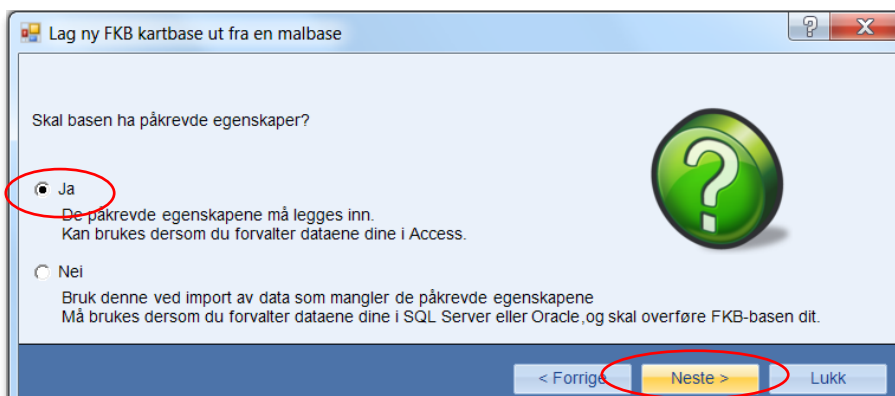 Lag ny FKB kartbase ut fra en malbase
Skal basen ha påkrevde egenskaper?
Ja
De påkrevde egenskapene må legges inn.
Kan brukes dersom du forvalter dataene dine i Access.
Nei
Bruk denne ved import av data som mangler de påkrevde egenskapene
Må brukes dersom du forvalter dataene dine i SQL Server eller Oracle,og skal overføre FKB-basen dit.
< Forrige
Neste >
Lukk